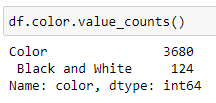 df.color.value_counts()
Color 3680
Black and White 124
Name: color, dtype: int64